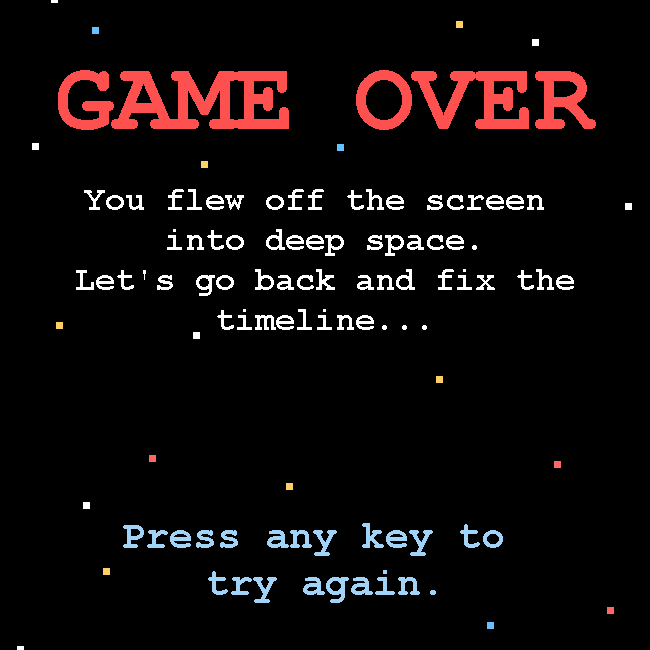 GAME OVER
You flew off the screen
into deep space.
Let's go back and fix the
timeline...
Press any key to
try again.